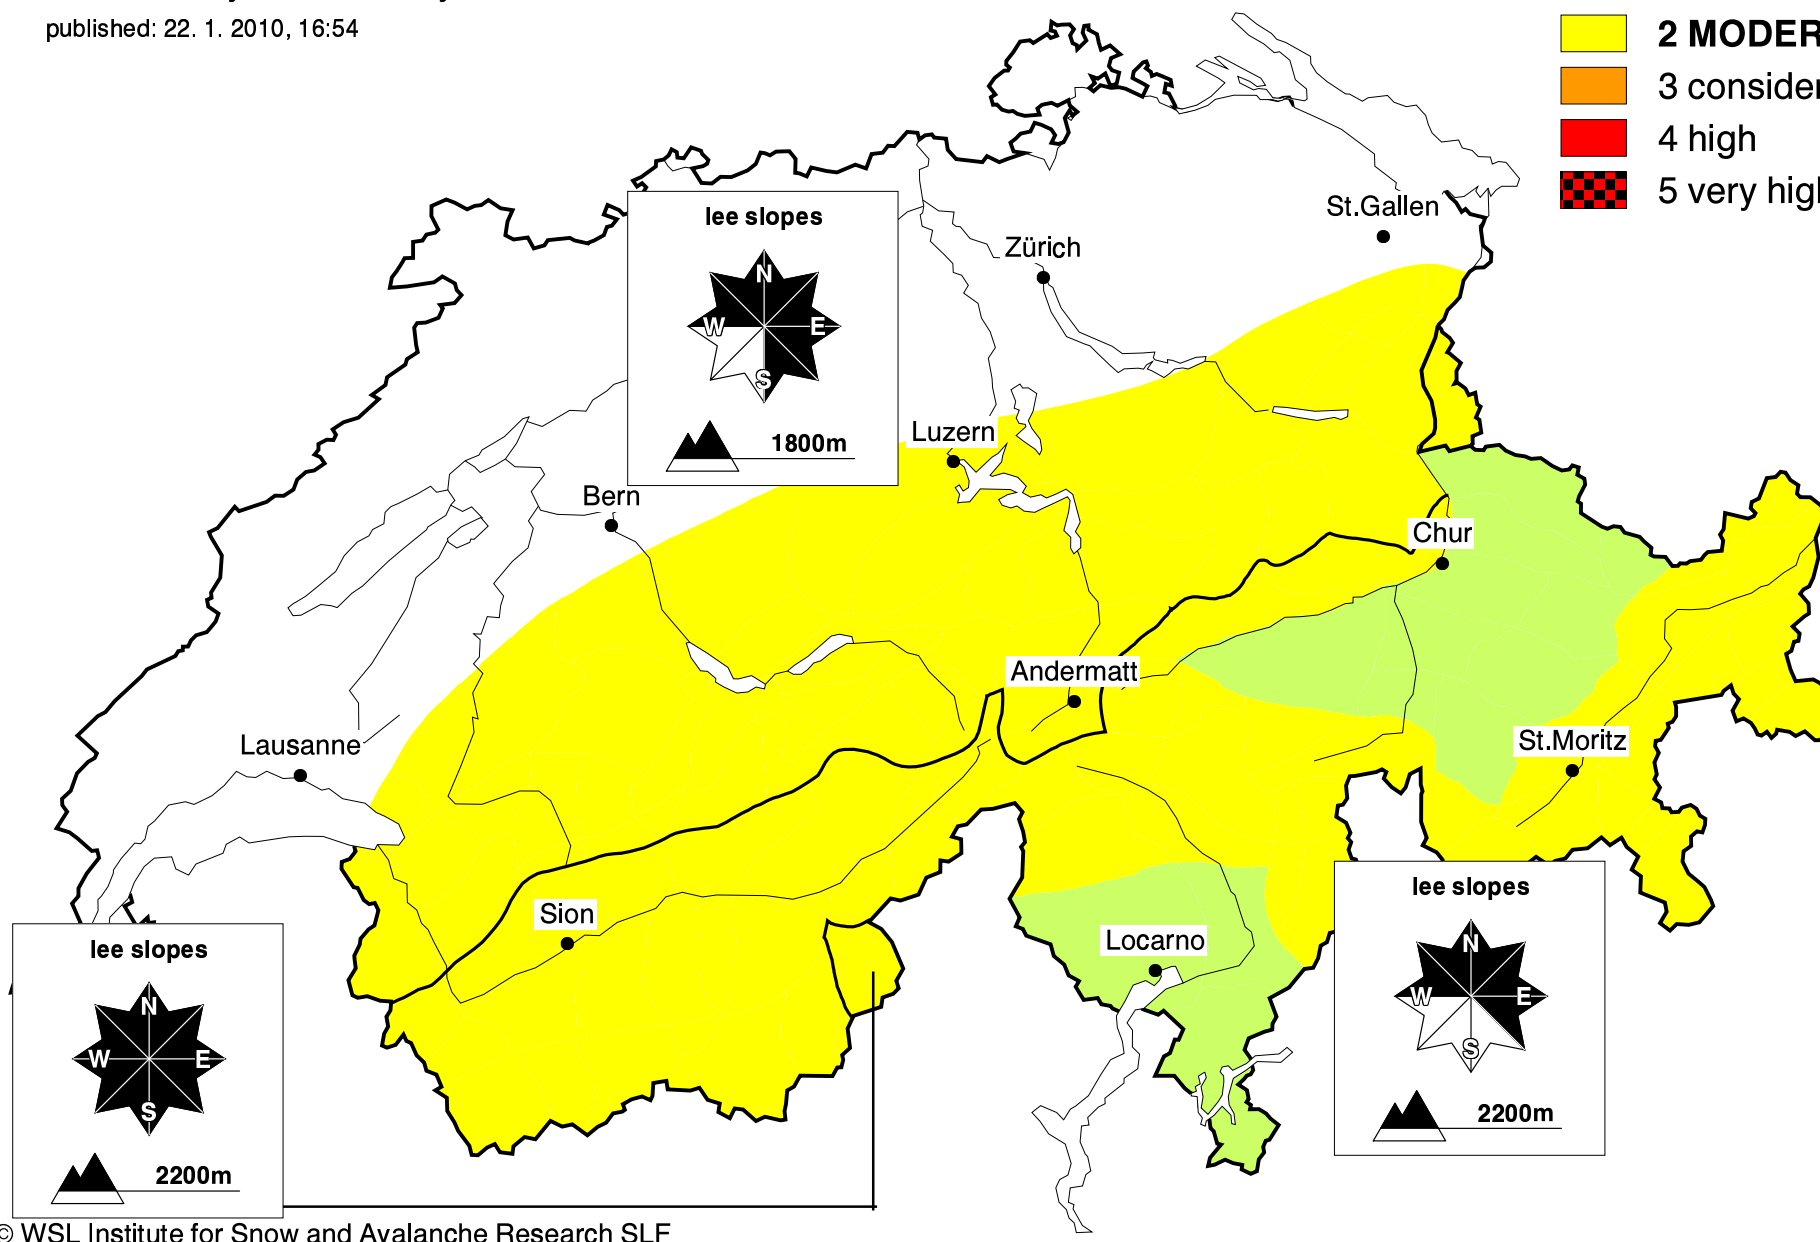 published: 22. 1. 2010, 16:54
2 MODER
3 consider
4 high
5 very high
St.Gallen
Zürich
lee slopes
N
W
E
S
1800m
Luzern
Bern
Chur
Andermatt
Lausanne
St.Moritz
Sion
Locarno
lee slopes
N
W
E
S
2200m
lee slopes
N
W
E
S
2200m
© WSL Institute for Snow and Avalanche Research SLF